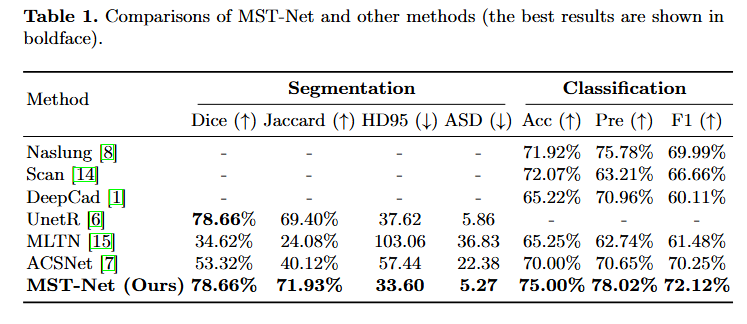 Table 1. Comparisons of MST-Net and other methods (the best results are shown in
boldface).
Method Segmentation Classification
Dice (↑) Jaccard (↑) HD95 (↓) ASD (↓) Acc (↑) Pre (↑) F1 (↑)
Naslung [8] - - - - 71.92% 75.78% 69.99%
Scan [14] - - - - 72.07% 63.21% 66.66%
DeepCad [1] - - - - 65.22% 70.96% 60.11%
UnetR [6] 78.66% 69.40% 37.62 5.86 - - -
MLTN [15] 34.62% 24.08% 103.06 36.83 65.25% 62.74% 61.48%
ACSNet [7] 53.32% 40.12% 57.44 22.38 70.00% 70.65% 70.25%
MST-Net (Ours) 78.66% 71.93% 33.60 5.27 75.00% 78.02% 72.12%